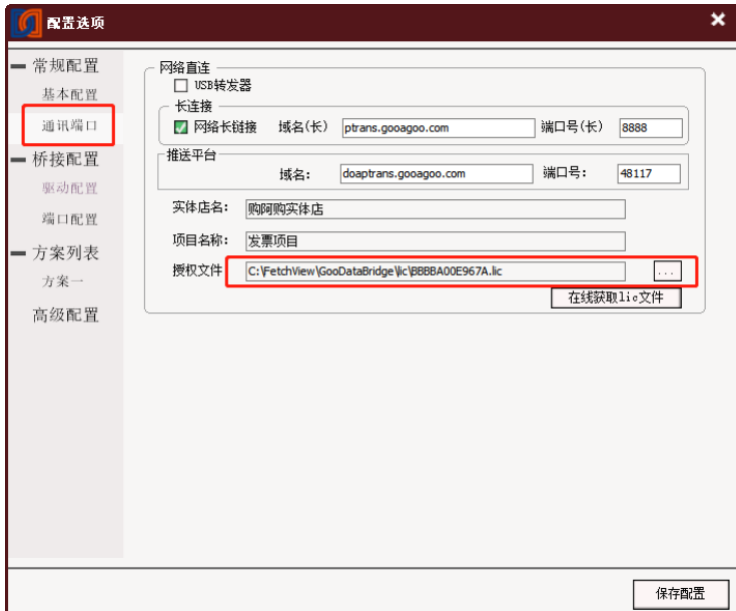 配置选项
常规配置
基本配置
通讯端口
桥接配置
驱动配置
端口配置
方案列表
方案一
高级配置
网络直连
USB转发器
长连接
网络长链接 域名(长) ptrans.gooagoo.com 端口号(长) 8888
推送平台
域名: doaptrans.gooagoo.com 端口号: 48117
实体店名: 购阿购实体店
项目名称: 发票项目
授权文件 C:\FetchView\GooDataBridge\lic\BBBBA00E967A.lic ...
在线获取lic文件
保存配置